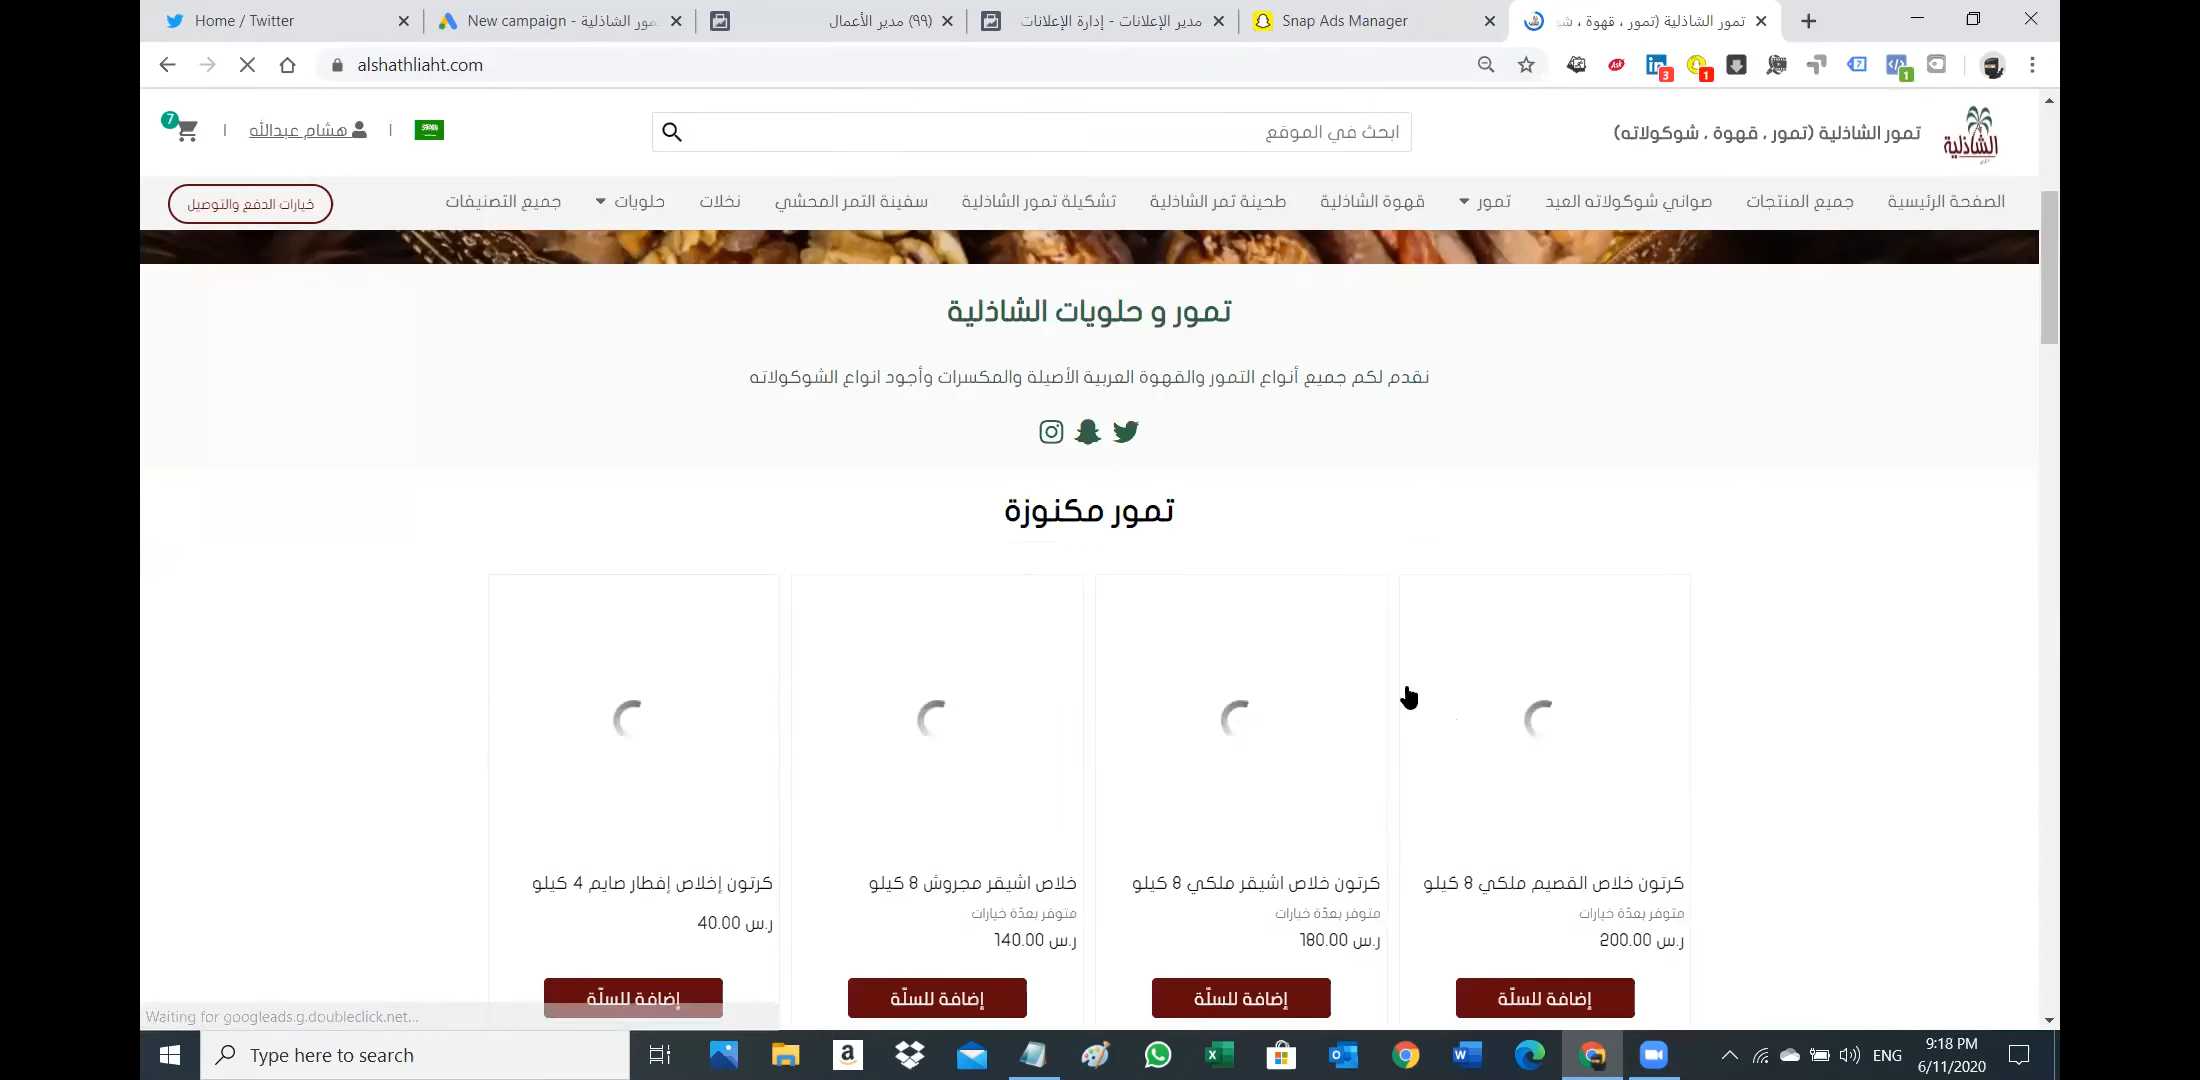 Home / Twitter
New campaign - تمور الشاذلية
(٩٩) مدير الأعمال
مدير الإعلانات - إدارة الإعلانات
Snap Ads Manager
تمور الشاذلية (تمور ، قهوة ، شو
alshathliaht.com
3
1
7
1
تمور الشاذلية (تمور ، قهوة ، شوكولاته)
الشاذلية
ابحث في الموقع
هشام عبدالله
7
الصفحة الرئيسية
جميع المنتجات
صواني شوكولاته العيد
تمور
قهوة الشاذلية
طحينة تمر الشاذلية
تشكيلة تمور الشاذلية
سفينة التمر المحشي
نخلات
حلويات
جميع التصنيفات
خيارات الدفع والتوصيل
تمور و حلويات الشاذلية
نقدم لكم جميع أنواع التمور والقهوة العربية الأصيلة والمكسرات وأجود انواع الشوكولاته
تمور مكنوزة
كرتون خلاص القصيم ملكي 8 كيلو
متوفر بعدّة خيارات
ر.س 200.00
إضافة للسلّة
كرتون خلاص اشيقر ملكي 8 كيلو
متوفر بعدّة خيارات
ر.س 180.00
إضافة للسلّة
خلاص اشيقر مجروش 8 كيلو
متوفر بعدّة خيارات
ر.س 140.00
إضافة للسلّة
كرتون إخلاص إفطار صايم 4 كيلو
ر.س 40.00
إضافة للسلّة
Waiting for googleads.g.doubleclick.net...
Type here to search
ENG
9:18 PM
6/11/2020